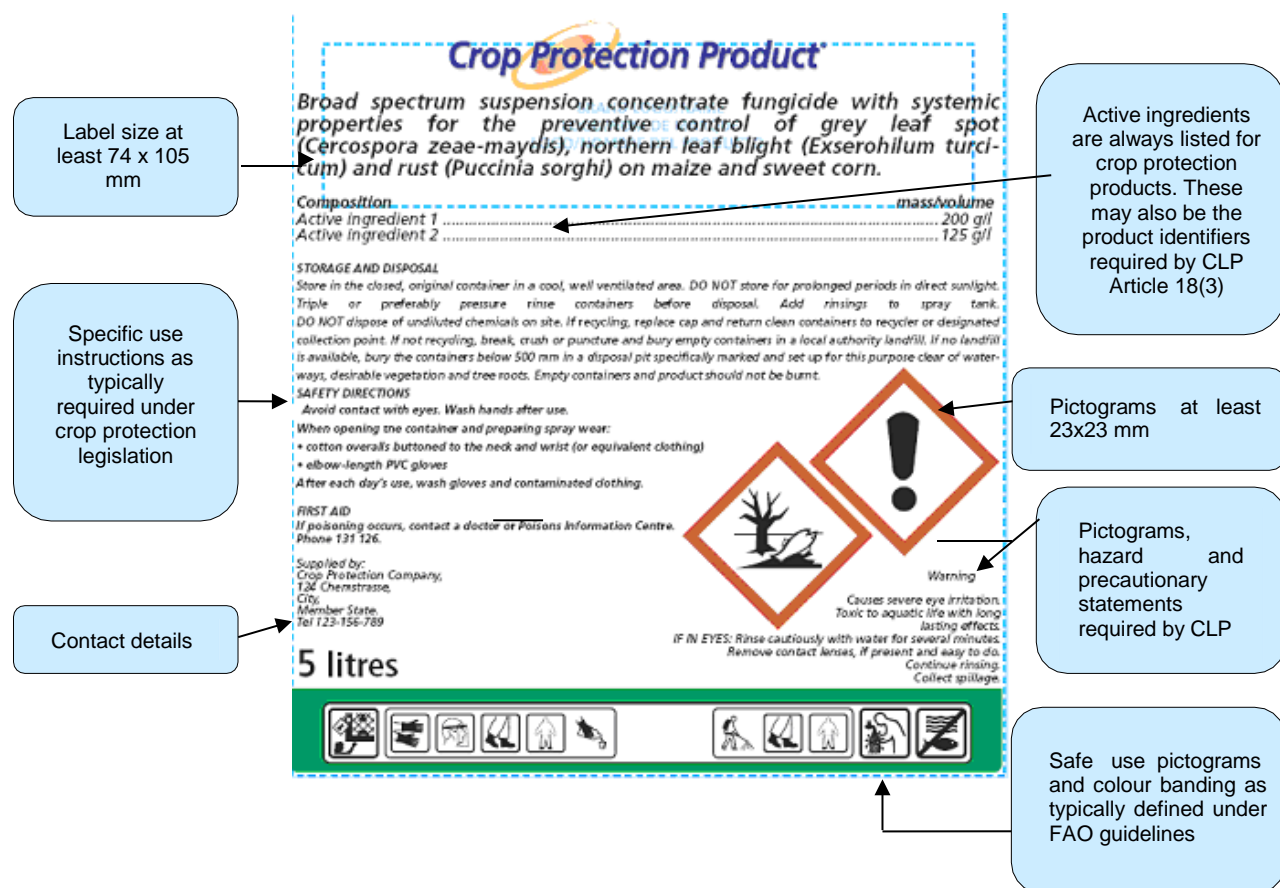 Crop Protection Product
Broad spectrum suspension concentrate fungicide with systemic
properties for the preventive control of grey leaf spot
(Cercospora zeae-maydis), northern leaf blight (Exserohilum turci-
cum) and rust (Puccinia sorghi) on maize and sweet corn.
Composition mass/volume
Active ingredient 1 200 g/l
Active ingredient 2 125 g/l
STORAGE AND DISPOSAL
Store in the closed, original container in a cool, well ventilated area. DO NOT store for prolonged periods in direct sunlight.
Triple or preferably pressure rinse containers before disposal. Add rinsings to spray tank.
DO NOT dispose of undiluted chemicals on site. If recycling, replace cap and return clean containers to recycler or designated
collection point. If not recycling, break, crush or puncture and bury empty containers in a local authority landfill. If no landfill
is available, bury the containers below 500 mm in a disposal pit specifically marked and set up for this purpose clear of water-
ways, desirable vegetation and tree roots. Empty containers and product should not be burnt.
SAFETY DIRECTIONS
Avoid contact with eyes. Wash hands after use.
When opening the container and preparing spray wear:
• cotton overalls buttoned to the neck and wrist (or equivalent clothing)
• elbow-length PVC gloves
After each day's use, wash gloves and contaminated clothing.
FIRST AID
If poisoning occurs, contact a doctor or Poisons Information Centre.
Phone 131 126.
Supplied by:
Crop Protection Company,
124 Chemstrasse,
City,
Member State.
Tel 123-156-789
5 litres
Warning
Causes severe eye irritation.
Toxic to aquatic life with long
lasting effects.
IF IN EYES: Rinse cautiously with water for several minutes.
Remove contact lenses, if present and easy to do.
Continue rinsing.
Collect spillage.
Label size at
least 74 x 105
mm
Specific use
instructions as
typically
required under
crop protection
legislation
Contact details
Active ingredients
are always listed for
crop protection
products. These
may also be the
product identifiers
required by CLP
Article 18(3)
Pictograms at least
23x23 mm
Pictograms,
hazard and
precautionary
statements
required by CLP
Safe use pictograms
and colour banding as
typically defined under
FAO guidelines